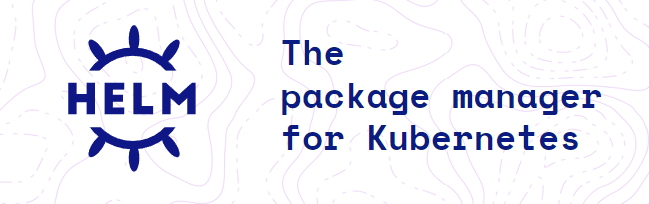 HELM
The
package manager
for Kubernetes